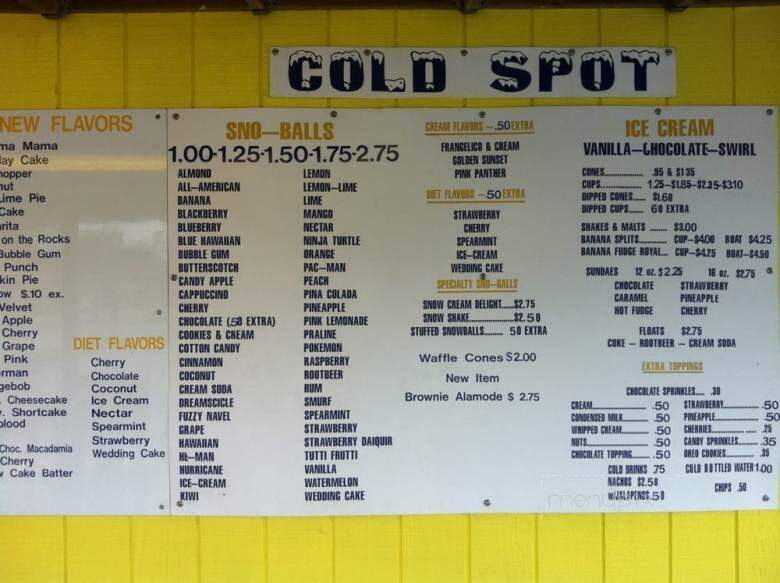 COLD SPOT
NEW FLAVORS
Mama
Cake
Lime Pie
Cake
on the Rocks
Bubble Gum
Punch
Pie
$.10 ex.
Velvet
Apple
Cherry
Grape
Pink
Cheesecake
Shortcake
Choc. Macadamia
Cherry
Cake Batter
DIET FLAVORS
Cherry
Chocolate
Coconut
Ice Cream
Nectar
Spearmint
Strawberry
Wedding Cake
SNO-BALLS
1.00-1.25-1.50-1.75-2.75
ALMOND
ALL-AMERICAN
BANANA
BLACKBERRY
BLUEBERRY
BLUE HAWAIIAN
BUBBLE GUM
BUTTERSCOTCH
CANDY APPLE
CAPPUCCINO
CHERRY
CHOCOLATE (.50 EXTRA)
COOKIES & CREAM
COTTON CANDY
CINNAMON
COCONUT
CREAM SODA
DREAMSCICLE
FUZZY NAVEL
GRAPE
HAWAIIAN
HE-MAN
HURRICANE
ICE-CREAM
KIWI
LEMON
LEMON-LIME
LIME
MANGO
NECTAR
NINJA TURTLE
ORANGE
PAC-MAN
PEACH
PINA COLADA
PINEAPPLE
PINK LEMONADE
PRALINE
POKEMON
RASPBERRY
ROOTBEER
RUM
SMURF
SPEARMINT
STRAWBERRY
STRAWBERRY DAIQUIR
TUTTI FRUTTI
VANILLA
WATERMELON
WEDDING CAKE
CREAM FLAVORS -.50 EXTRA
FRANGELICO & CREAM
GOLDEN SUNSET
PINK PANTHER
DIET FLAVORS -.50 EXTRA
STRAWBERRY
CHERRY
SPEARMINT
ICE-CREAM
WEDDING CAKE
SPECIALTY SNO-BALLS
SNOW CREAM DELIGHT.....$2.75
SNOW SHAKE..............$2.50
STUFFED SNOWBALLS..... 50 EXTRA
Waffle Cones $2.00
New Item
Brownie Alamode $ 2.75
ICE CREAM
VANILLA-CHOCOLATE-SWIRL
CONES............ .95 & $1 35
CUPS............. 1.25-$1.85-$2.35-$3.10
DIPPED CONES..... $1.60
DIPPED CUPS..... 60 EXTRA
SHAKES & MALTS ....... $3.00
BANANA SPLITS........... CUP-$4.00 BOAT $4.25
BANANA FUDGE ROYAL... CUP-$4.25 BOAT-$4.50
SUNDAES 12 oz. $2.25 16 oz. $2.75
CHOCOLATE STRAWBERRY
CARAMEL PINEAPPLE
HOT FUDGE CHERRY
FLOATS $2.75
COKE - ROOTBEER - CREAM SODA
EXTRA TOPPINGS
CHOCOLATE SPRINKLES.... .30
CREAM.................. .50 STRAWBERRY........... .50
CONDENSED MILK.... .50 PINEAPPLE............. .50
WHIPPED CREAM...... .50 CHERRIES............. .25
NUTS................... .50 CANDY SPRINKLES.... .35
CHOCOLATE TOPPING.... .50 OREO COOKIES...... .35
COLD DRINKS .75 COLD BOTTLED WATER 1.00
NACHOS $2.50
W/JALAPENOS .50 CHIPS .50